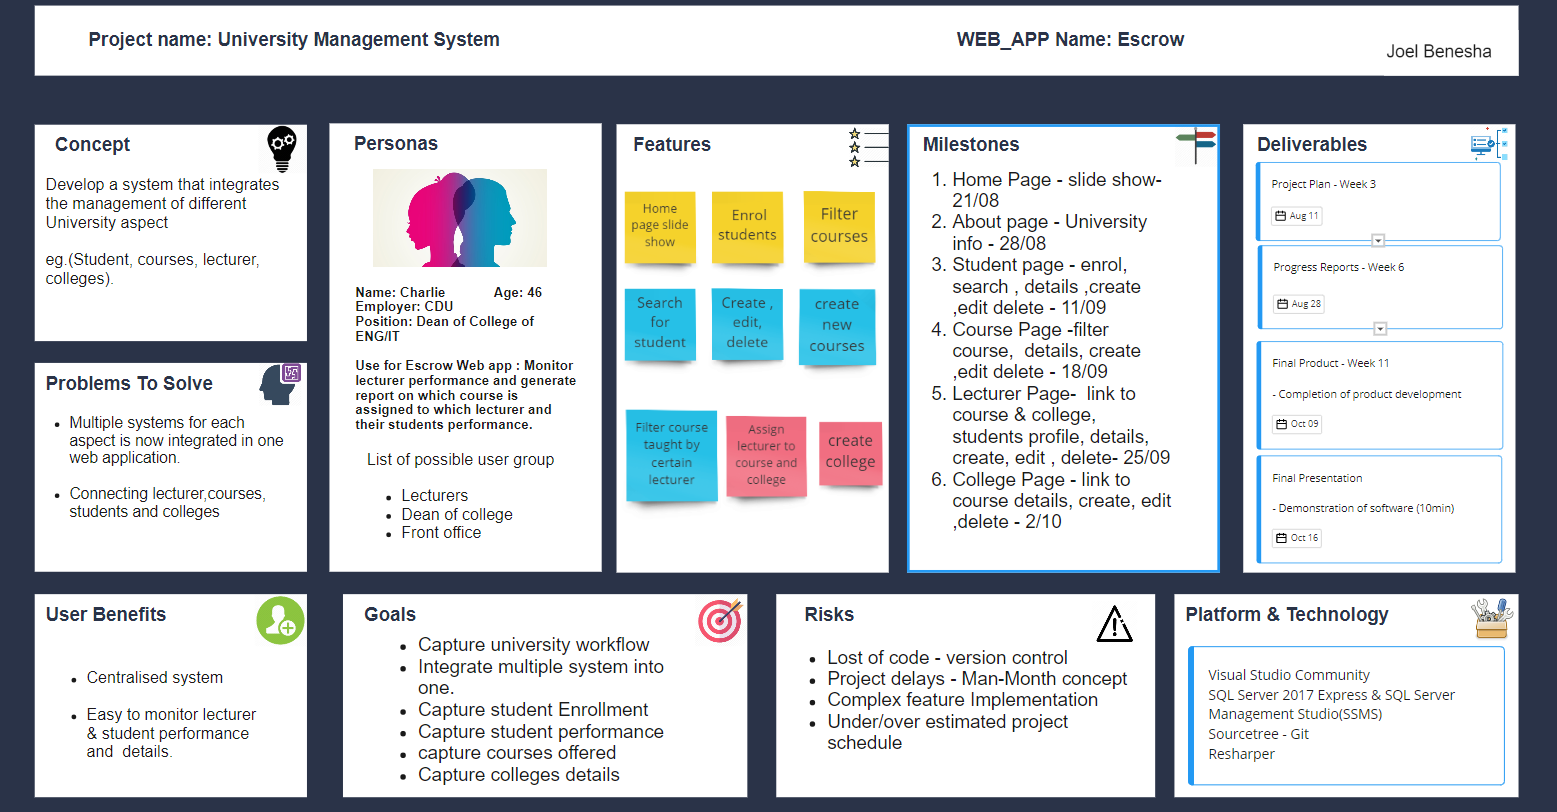 Project name: University Management System
WEB_APP Name: Escrow
Joel Benesha
Concept
Develop a system that integrates
the management of different
University aspect
eg.(Student, courses, lecturer,
colleges).
Problems To Solve
Multiple systems for each
aspect is now integrated in one
web application.
Connecting lecturer,courses,
students and colleges
Personas
Name: Charlie Age: 46
Employer: CDU
Position: Dean of College of
ENG/IT
Use for Escrow Web app : Monitor
lecturer performance and generate
report on which course is
assigned to which lecturer and
their students performance.
List of possible user group
Lecturers
Dean of college
Front office
Features
Home
page slide
show
Enrol
students
Filter
courses
Search
for
student
Create ,
edit,
delete
create
new
courses
Filter course
taught by
certain
lecturer
Assign
lecturer to
course and
college
create
college
Milestones
1. Home Page - slide show-
21/08
2. About page - University
info - 28/08
3. Student page - enrol,
search , details ,create
,edit delete - 11/09
4. Course Page -filter
course, details, create
,edit delete - 18/09
5. Lecturer Page- link to
course & college,
students profile, details,
create, edit , delete- 25/09
6. College Page - link to
course details, create, edit
,delete - 2/10
Deliverables
Project Plan - Week 3
Aug 11
Progress Reports - Week 6
Aug 28
Final Product - Week 11
- Completion of product development
Oct 09
Final Presentation
- Demonstration of software (10min)
Oct 16
User Benefits
Centralised system
Easy to monitor lecturer
& student performance
and details.
Goals
Capture university workflow
Integrate multiple system into
one.
Capture student Enrollment
Capture student performance
capture courses offered
Capture colleges details
Risks
Lost of code - version control
Project delays - Man-Month concept
Complex feature Implementation
Under/over estimated project
schedule
Platform & Technology
Visual Studio Community
SQL Server 2017 Express & SQL Server
Management Studio(SSMS)
Sourcetree - Git
Resharper